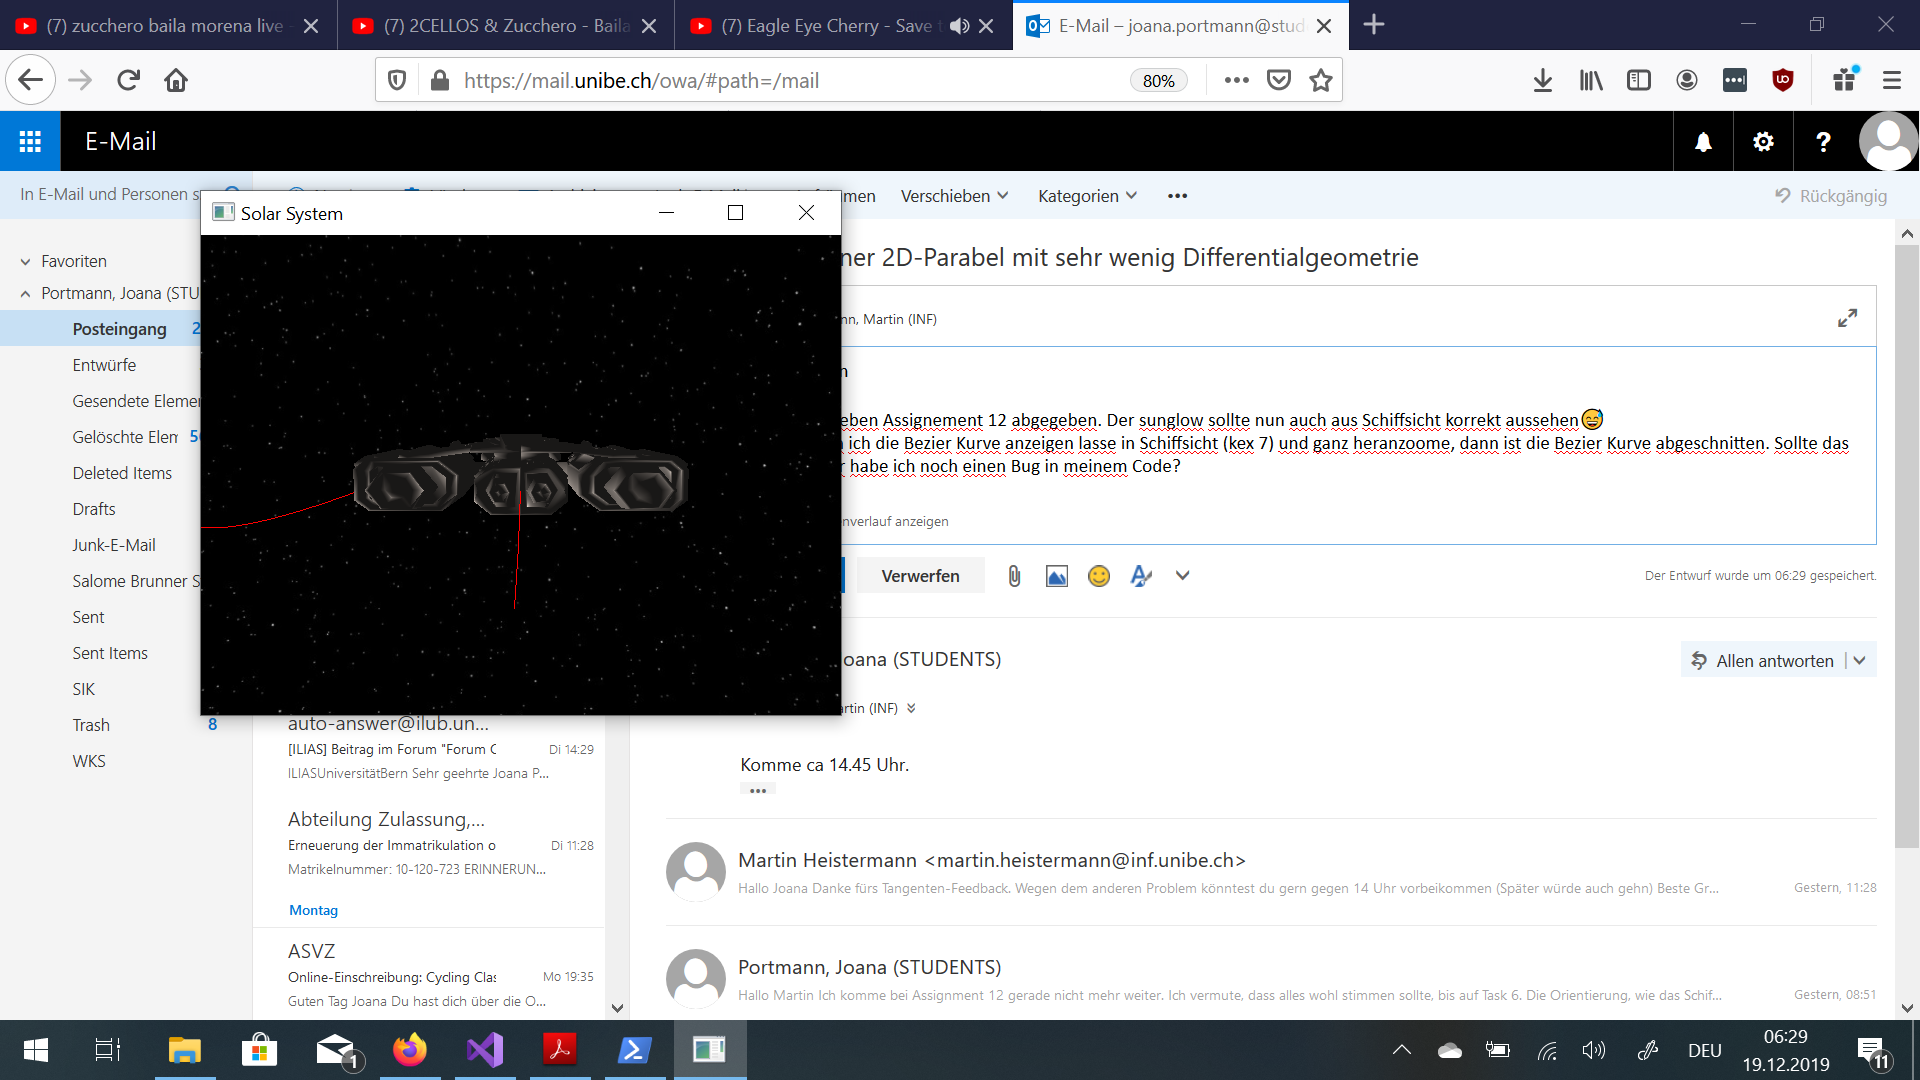 (7) zucchero baila morena live -
(7) 2CELLOS & Zucchero - Baila
(7) Eagle Eye Cherry - Save t
E-Mail – joana.portmann@stud
https://mail.unibe.ch/owa/#path=/mail
80%
E-Mail
In E-Mail und Personen s
Verschieben
Kategorien
Rückgängig
Solar System
Favoriten
Portmann, Joana (STU
Posteingang 2
Entwürfe
Gesendete Elemen
Gelöschte Elem 5
Deleted Items
Drafts
Junk-E-Mail
Salome Brunner S
Sent
Sent Items
SIK
Trash 8
WKS
ner 2D-Parabel mit sehr wenig Differentialgeometrie
nn, Martin (INF)
n
eben Assignement 12 abgegeben. Der sunglow sollte nun auch aus Schiffsicht korrekt aussehen😅
ich die Bezier Kurve anzeigen lasse in Schiffsicht (kex 7) und ganz heranzoome, dann ist die Bezier Kurve abgeschnitten. Sollte das
r habe ich noch einen Bug in meinem Code?
nverlauf anzeigen
Verwerfen
Der Entwurf wurde um 06:29 gespeichert.
oana (STUDENTS)
Allen antworten
artin (INF)
Komme ca 14.45 Uhr.
auto-answer@ilub.un...
[ILIAS] Beitrag im Forum "Forum C
Di 14:29
ILIASUniversitätBern Sehr geehrte Joana P...
Abteilung Zulassung,...
Erneuerung der Immatrikulation o
Di 11:28
Matrikelnummer: 10-120-723 ERINNERUN...
Montag
ASVZ
Online-Einschreibung: Cycling Clas
Mo 19:35
Guten Tag Joana Du hast dich über die O...
Martin Heistermann <martin.heistermann@inf.unibe.ch>
Hallo Joana Danke fürs Tangenten-Feedback. Wegen dem anderen Problem könntest du gern gegen 14 Uhr vorbeikommen (Später würde auch gehn) Beste Gr...
Gestern, 11:28
Portmann, Joana (STUDENTS)
Hallo Martin Ich komme bei Assignment 12 gerade nicht mehr weiter. Ich vermute, dass alles wohl stimmen sollte, bis auf Task 6. Die Orientierung, wie das Schif...
Gestern, 08:51
1
DEU
06:29
19.12.2019
11